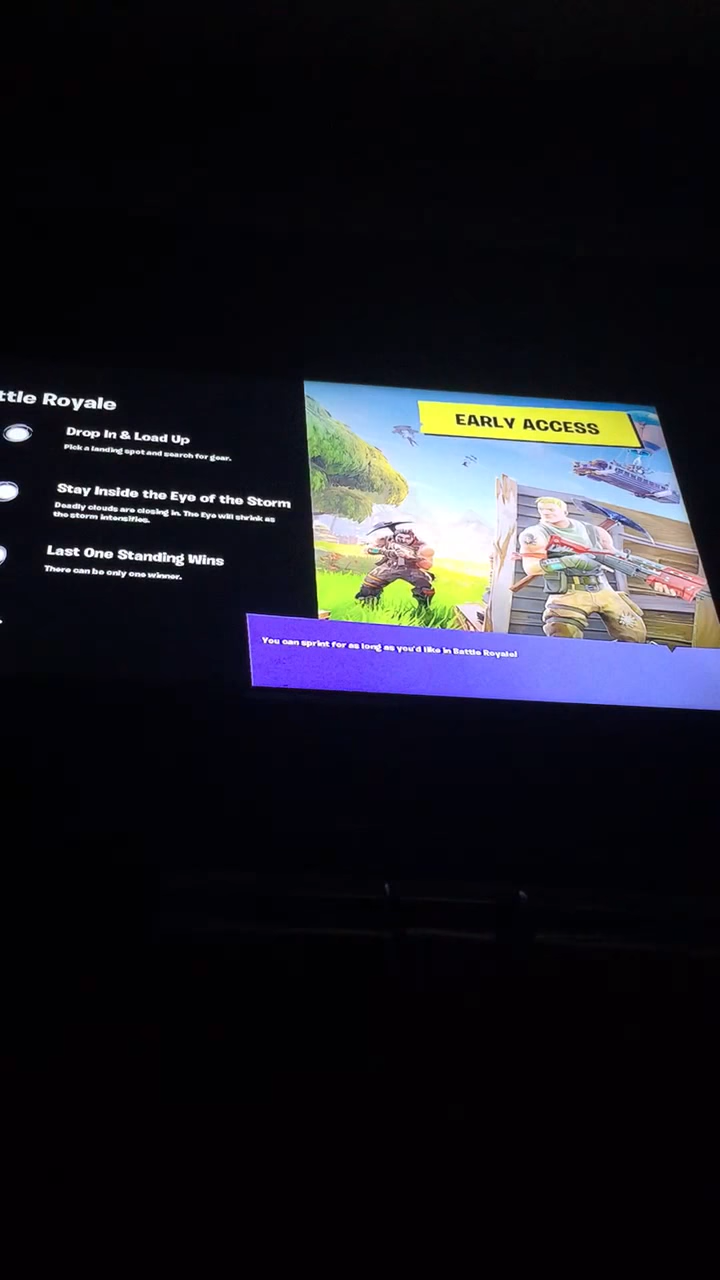 ttle Royale
Drop In & Load Up
Pick a landing spot and search for gear.
Stay Inside the Eye of the Storm
Deadly clouds are closing in. The Eye will shrink as
the storm intensifies.
Last One Standing Wins
There can be only one winner.
EARLY ACCESS
You can sprint for as long as you'd like in Battle Royale!